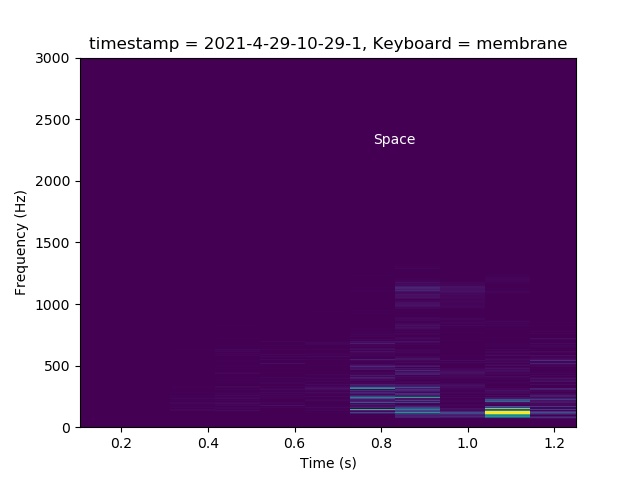 timestamp = 2021-4-29-10-29-1, Keyboard = membrane
3000
2500
2000
1500
1000
500
0
Frequency (Hz)
Space
0.2 0.4 0.6 0.8 1.0 1.2
Time (s)